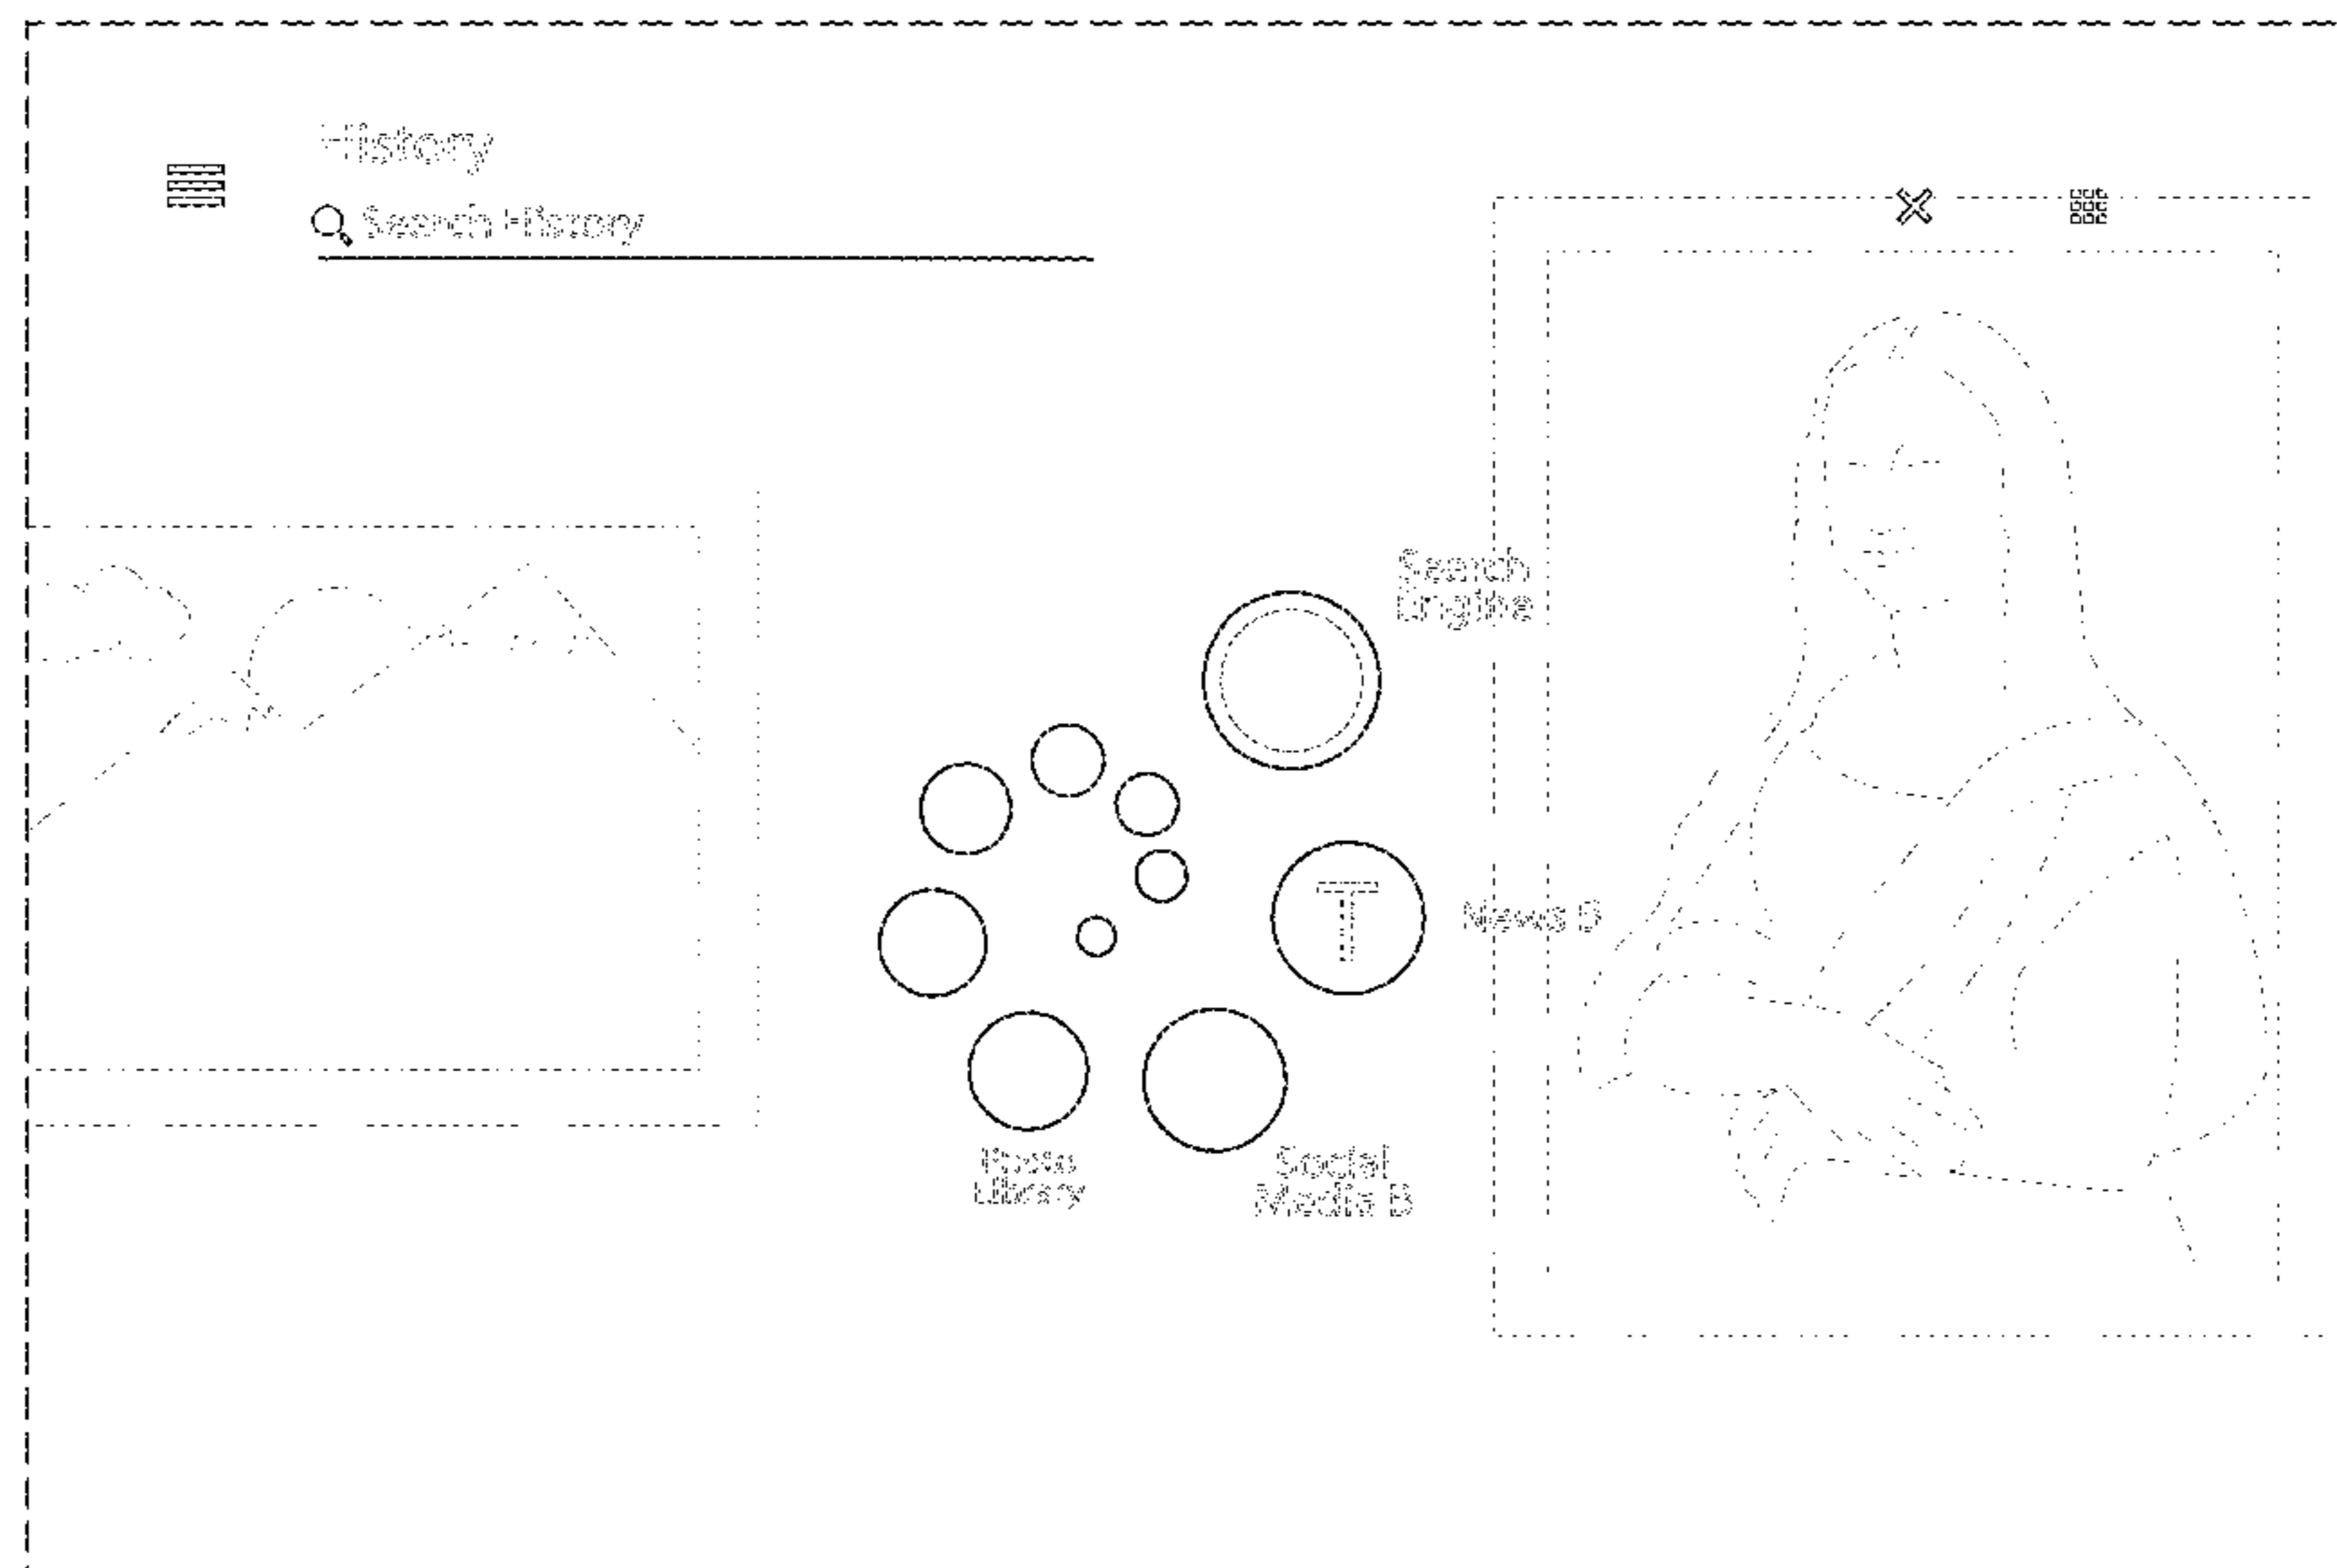 History
Search History
Search
Engine
T
News B
Photo
Library
Social
Media B